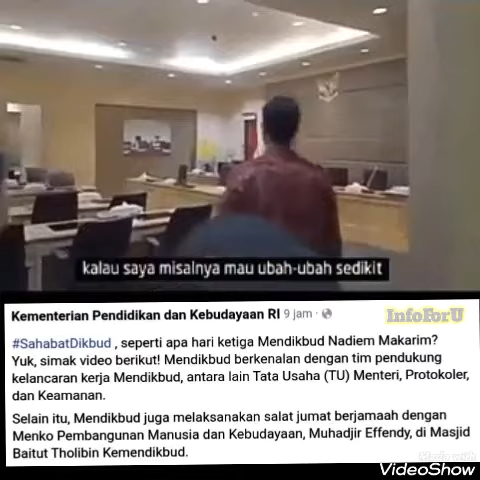 kalau saya misalnya mau ubah-ubah sedikit
Kementerian Pendidikan dan Kebudayaan RI 9 jam ·
InfoForU
#SahabatDikbud , seperti apa hari ketiga Mendikbud Nadiem Makarim?
Yuk, simak video berikut! Mendikbud berkenalan dengan tim pendukung
kelancaran kerja Mendikbud, antara lain Tata Usaha (TU) Menteri, Protokoler,
dan Keamanan.
Selain itu, Mendikbud juga melaksanakan salat jumat berjamaah dengan
Menko Pembangunan Manusia dan Kebudayaan, Muhadjir Effendy, di Masjid
Baitut Tholibin Kemendikbud.
Made with
VideoShow